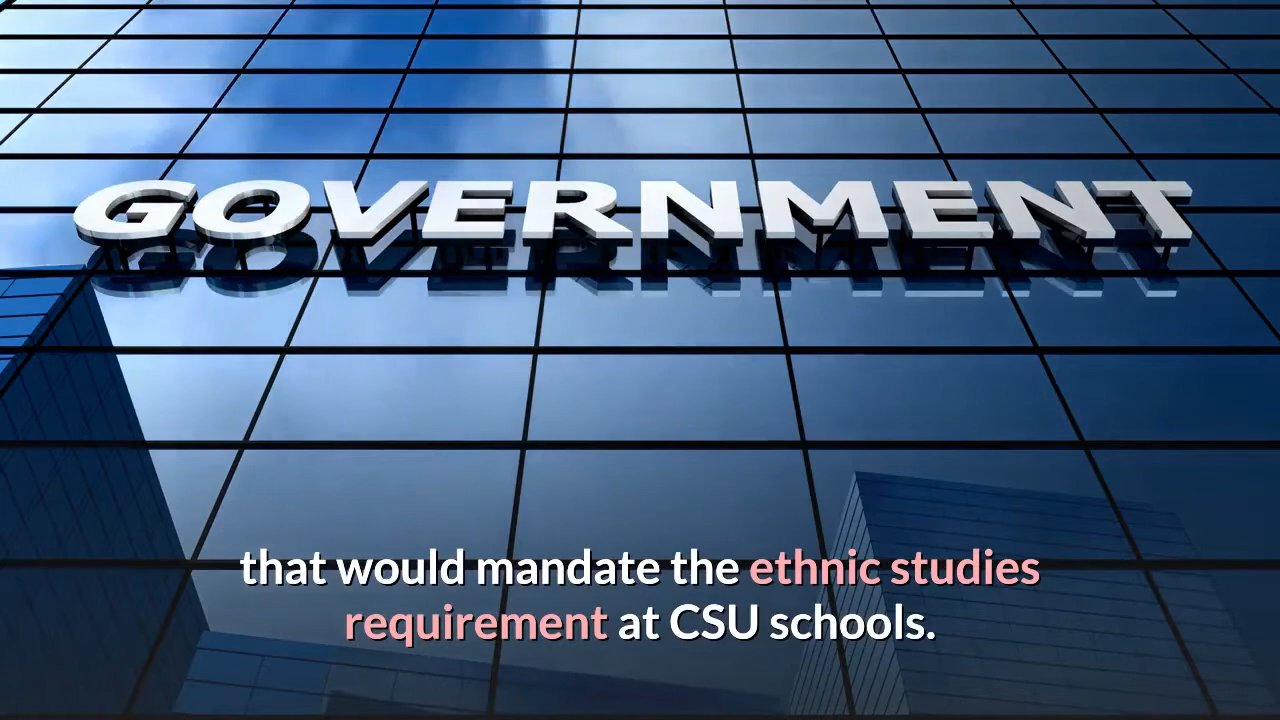 GOVERNMENT
that would mandate the ethnic studies
requirement at CSU schools.